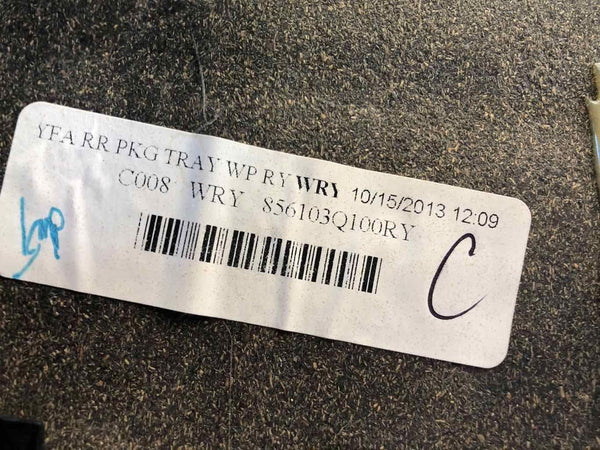 YFA RR PKG TRAY WP RY WRY 10/15/2013 12:09
C008 WRY 856103Q100RY
C